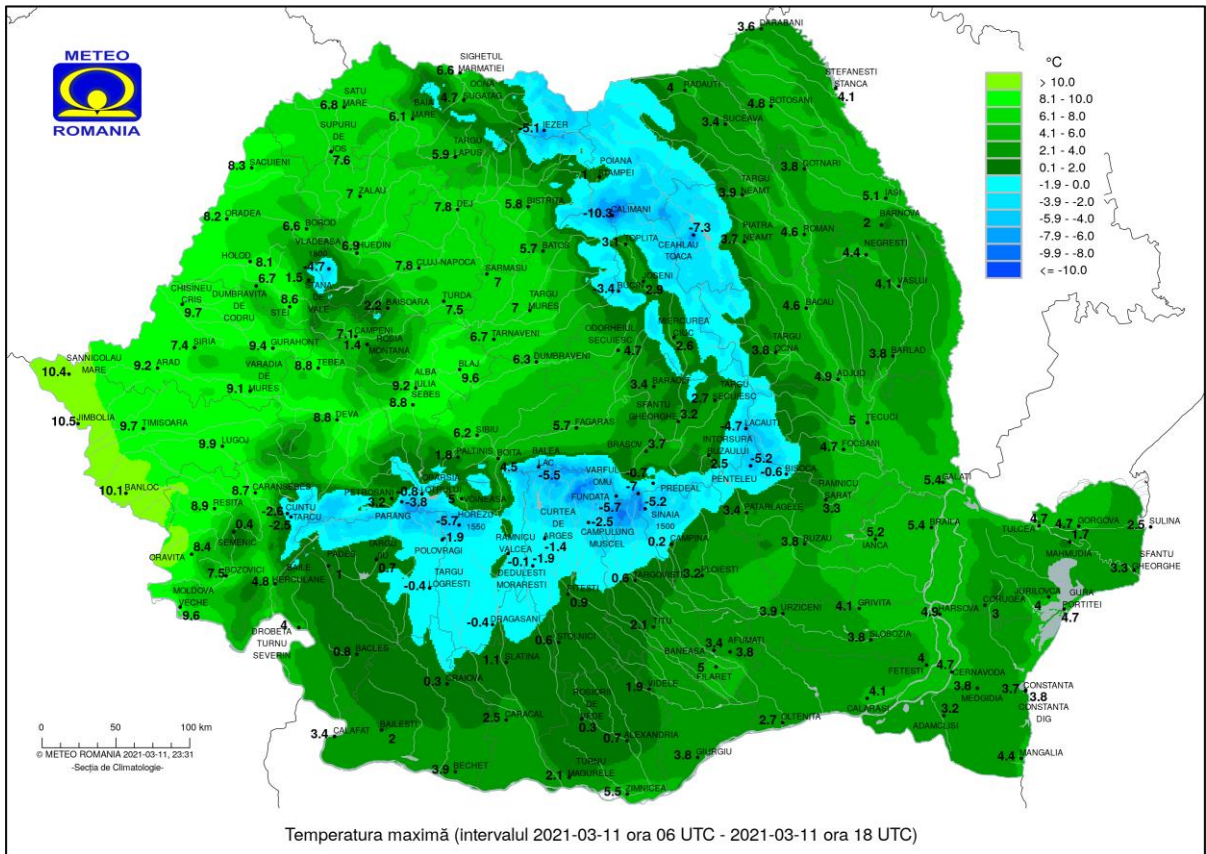 METEO
ROMANIA
°C
> 10.0
8.1 - 10.0
6.1 - 8.0
4.1 - 6.0
2.1 - 4.0
0.1 - 2.0
-1.9 - 0.0
-3.9 - -2.0
-5.9 - -4.0
-7.9 - -6.0
-9.9 - -8.0
<= -10.0
3.6 DARABANI
STEFANESTI
STANCA
4.1
SIGHETUL
MARMATIEI
6.6
OCNA
SUGATAG
4.7
4 RADAUTI
4.8 BOTOSANI
SATU
MARE
6.8
BAIA
MARE
6.1
3.4 SUCEAVA
-5.1 IEZER
SUPURU
DE
JOS
7.6
TARGU
LAPUS
5.9
8.3 SACUIENI
POIANA
STAMPEI
3.8 COTNARI
7 ZALAU
7.8 DEJ
5.8 BISTRITA
TARGU
NEAMT
3.9
5.1 IASI
8.2 ORADEA
6.6 BOROD
-10.3 CALIMANI
2 BARNOVA
VLADEASA
1800
-4.7
6.9 HUEDIN
5.7 BATOS
3.1 TOPLITA
-7.3
CEAHLAU
TOACA
PIATRA
NEAMT
3.7
4.6 ROMAN
4.4 NEGRESTI
HOLOD 8.1
7.8 CLUJ-NAPOCA
SARMASU
7
DUMBRAVITA
DE
CODRU
6.7
STANA
DE
VALE
1.5
-3.4 BUCIN
JOSENI
2.9
4.1 VASLUI
CHISINEU
CRIS
9.7
8.6
STEI
2.2 BAISOARA
TURDA
7.5
TARGU
MURES
7
4.6 BACAU
7.4 SIRIA
9.4 GURAHONT
7.1 CAMPENI
ROSIA
MONTANA
1.4
6.7 TARNAVENI
ODORHEIUL
SECUIESC
4.7
MIERCUREA
CIUC
2.6
TARGU
OCNA
3.8
3.8 BARLAD
SANNICOLAU
MARE
10.4
9.2 ARAD
VARADIA
DE
MURES
9.1
8.8 TEBEA
BLAJ
9.6
6.3 DUMBRAVENI
ALBA
IULIA
9.2
SEBES
8.8
3.4 BARAOLT
TARGU
SECUIESC
2.7
4.9 ADJUD
10.5 JIMBOLIA
9.7 TIMISOARA
8.8 DEVA
5.7 FAGARAS
SFANTU
GHEORGHE
3.2
-4.7 LACAUTI
5 TECUCI
9.9 LUGOJ
6.2 SIBIU
BRASOV 3.7
INTORSURA
BUZAULUI
2.5
4.7 FOCSANI
1.8 PALTINIS
BOITA
4.5
BALEA
LAC
-5.5
-5.2
PENTELEU
-0.6 BISOCA
10.1 BANLOC
8.7 CARANSEBES
PETROSANI
3.2
-0.8
OBARSIA
LOTRULUI
-3.8
PARANG
5 VOINEASA
VARFUL
OMU
-7
-0.7
PREDEAL
-5.2
SINAIA
1500
FUNDATA
-5.7
RAMNICU
SARAT
3.3
5.4 GALATI
8.9 RESITA
-2.6 CUNTU
-2.5 TARCU
0.4
SEMENIC
-5.7 HOREZU
1550
CURTEA
DE
ARGES
-1.4
-2.5
CAMPULUNG
MUSCEL
3.4 PATARLAGELE
ORAVITA
8.4
-1.9
POLOVRAGI
RAMNICU
VALCEA
-0.1
0.2 CAMPINA
3.8 BUZAU
5.2
IANCA
5.4 BRAILA
4.7
TULCEA
4.7 GORGOVA
2.5 SULINA
1.7
MAHMUDIA
7.5 BOZOVICI
BAILE
HERCULANE
4.8
PADES
1
TARGU
JIU
0.7
TARGU
LOGRESTI
-0.4
-1.9
DEDULESTI
MORARESTI
PITESTI
0.9
0.6 TARGOVISTE
3.2 PLOIESTI
SFANTU
GHEORGHE
3.3
MOLDOVA
VECHE
9.6
-0.4 DRAGASANI
3.9 URZICENI
4.1 GRIVITA
4.9 HARSOVA
CORUGEA
3
JURILOVCA
4
GURA
PORTITEI
4.7
4
DROBETA
TURNU
SEVERIN
0.8 BACLES
0.6 STOLNICI
2.1 TITU
3.8 SLOBOZIA
1.1 SLATINA
BANEASA
3.4 AFUMATI
3.8
5
FILARET
FETESTI
4
4.7
CERNAVODA
0.3 CRAIOVA
1.9 VIDELE
3.8
MEDGIDIA
3.7 CONSTANTA
3.8
CONSTANTA
DIG
ROSIORII
DE
VEDE
0.3
4.1
CALARASI
3.2
ADAMCLISI
2.5 CARACAL
2.7 OLTENITA
3.4 CALAFAT
BAILESTI
2
0.7 ALEXANDRIA
3.8 GIURGIU
4.4 MANGALIA
3.9 BECHET
TURNU
MAGURELE
2.1
5.5 ZIMNICEA
0 50 100 km
© METEO ROMANIA 2021-03-11, 23:31
-Secția de Climatologie-
Temperatura maximă (intervalul 2021-03-11 ora 06 UTC - 2021-03-11 ora 18 UTC)